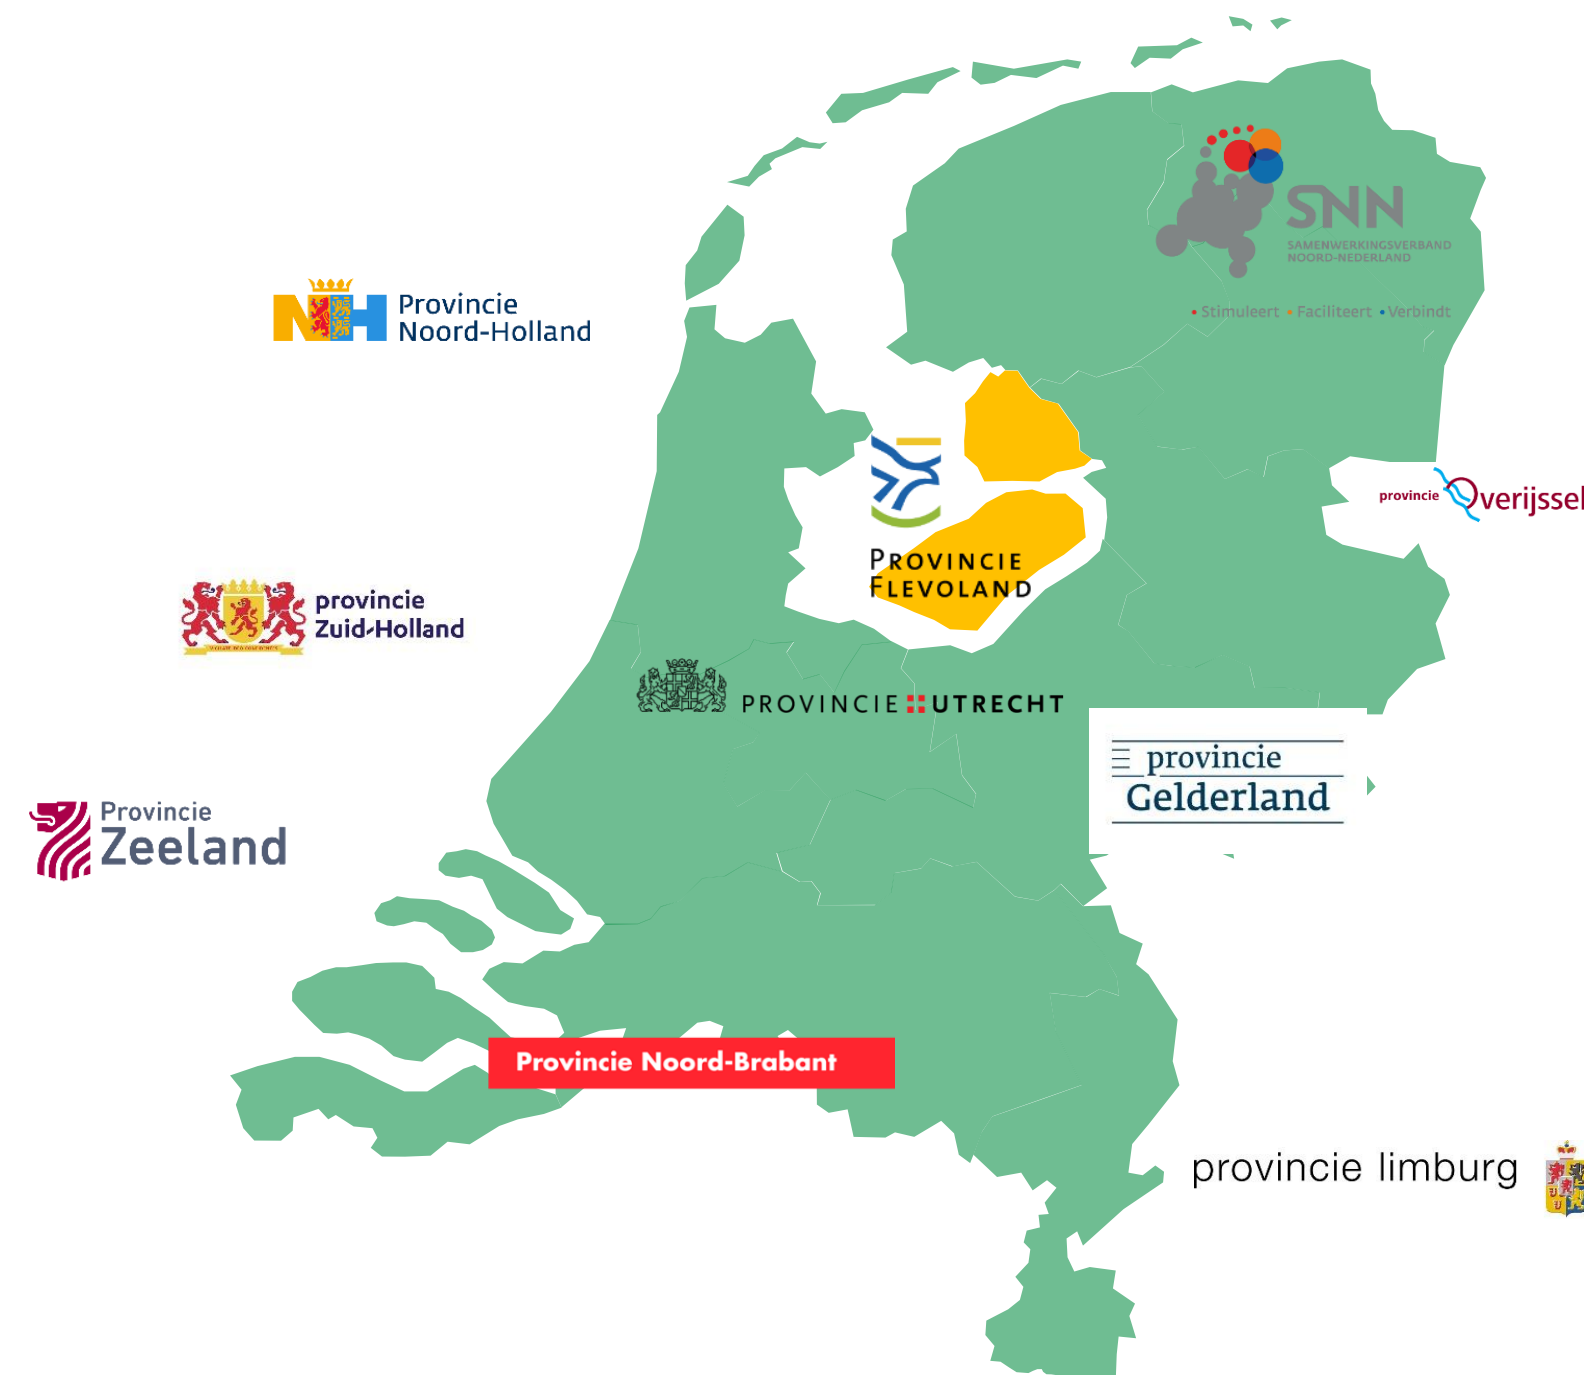 SNN
SAMENWERKINGSVERBAND
NOORD-NEDERLAND
• Stimuleert • Faciliteert • Verbindt
NH
Provincie
Noord-Holland
provincie
Overijssel
PROVINCIE
FLEVOLAND
provincie
Zuid-Holland
PROVINCIE UTRECHT
provincie
Gelderland
Provincie
Zeeland
Provincie Noord-Brabant
provincie limburg